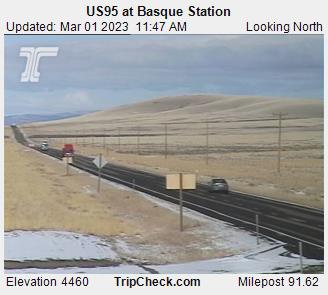 US95 at Basque Station
Updated: Mar 01 2023 11:47 AM Looking North
Elevation 4460 TripCheck.com Milepost 91.62